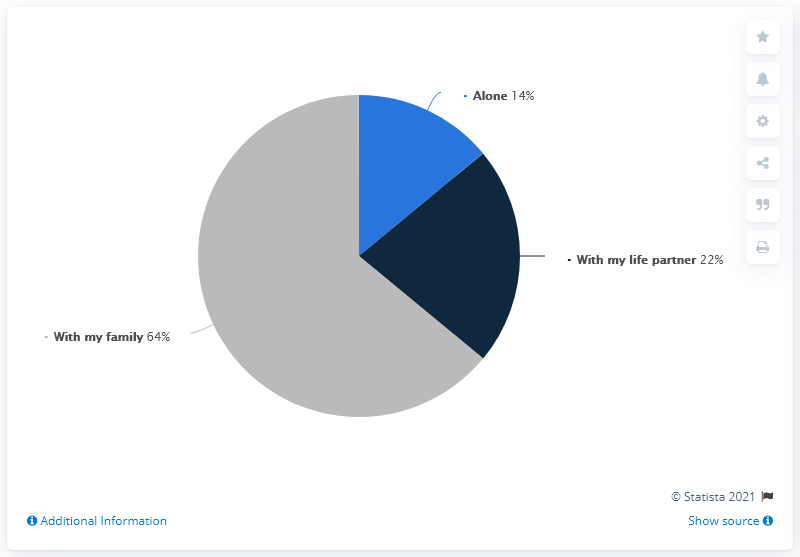 Alone 14%
With my life partner 22%
With my family 64%
© Statista 2021
Additional Information
Show source